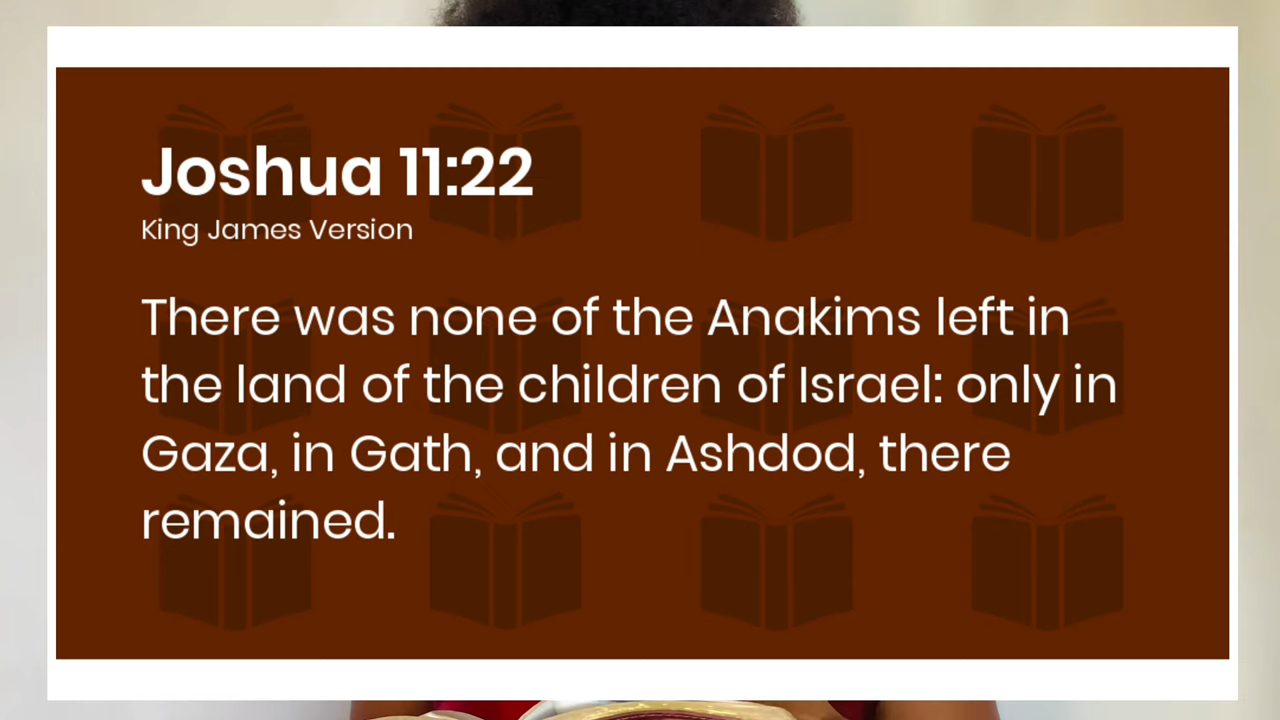 Joshua 11:22
King James Version
There was none of the Anakims left in
the land of the children of Israel: only in
Gaza, in Gath, and in Ashdod, there
remained.